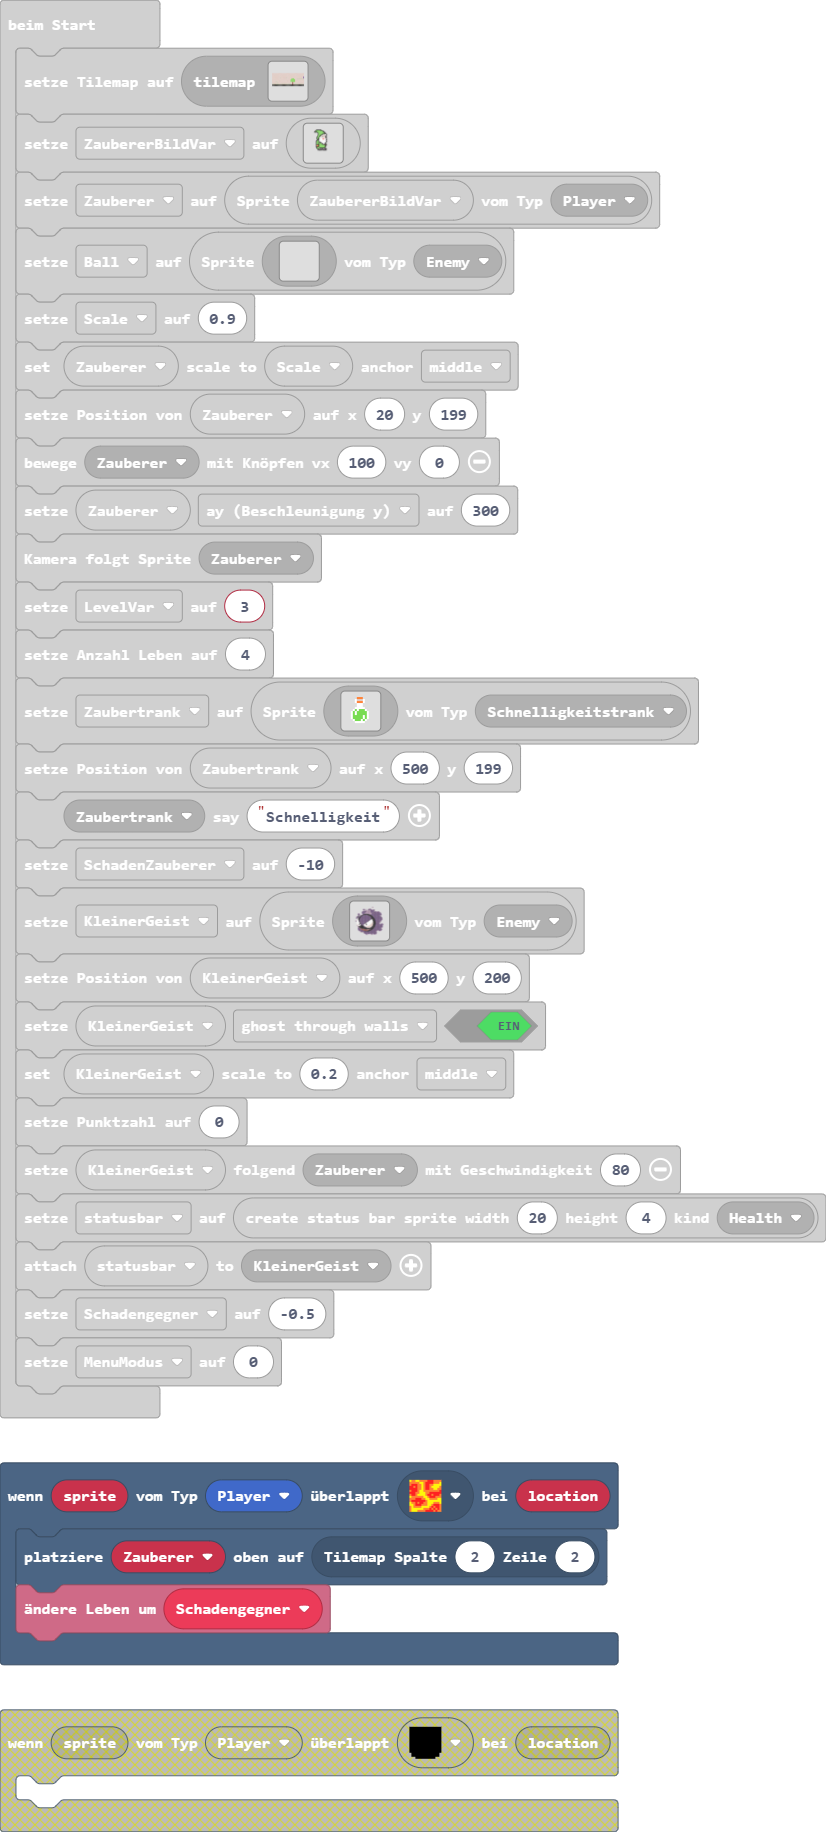 beim Start
setze Tilemap auf tilemap
setze ZaubererBildVar auf
setze Zauberer auf Sprite ZaubererBildVar vom Typ Player
setze Ball auf Sprite vom Typ Enemy
setze Scale auf 0.9
set Zauberer scale to Scale anchor middle
setze Position von Zauberer auf x 20 y 199
bewege Zauberer mit Knöpfen vx 100 vy 0
setze Zauberer ay (Beschleunigung y) auf 300
Kamera folgt Sprite Zauberer
setze LevelVar auf 3
setze Anzahl Leben auf 4
setze Zaubertrank auf Sprite vom Typ Schnelligkeitstrank
setze Position von Zaubertrank auf x 500 y 199
Zaubertrank say "Schnelligkeit"
setze SchadenZauberer auf -10
setze KleinerGeist auf Sprite vom Typ Enemy
setze Position von KleinerGeist auf x 500 y 200
setze KleinerGeist ghost through walls EIN
set KleinerGeist scale to 0.2 anchor middle
setze Punktzahl auf 0
setze KleinerGeist folgend Zauberer mit Geschwindigkeit 80
setze statusbar auf create status bar sprite width 20 height 4 kind Health
attach statusbar to KleinerGeist
setze Schadengegner auf -0.5
setze MenuModus auf 0
wenn sprite vom Typ Player überlappt bei location
platziere Zauberer oben auf Tilemap Spalte 2 Zeile 2
ändere Leben um Schadengegner
wenn sprite vom Typ Player überlappt bei location